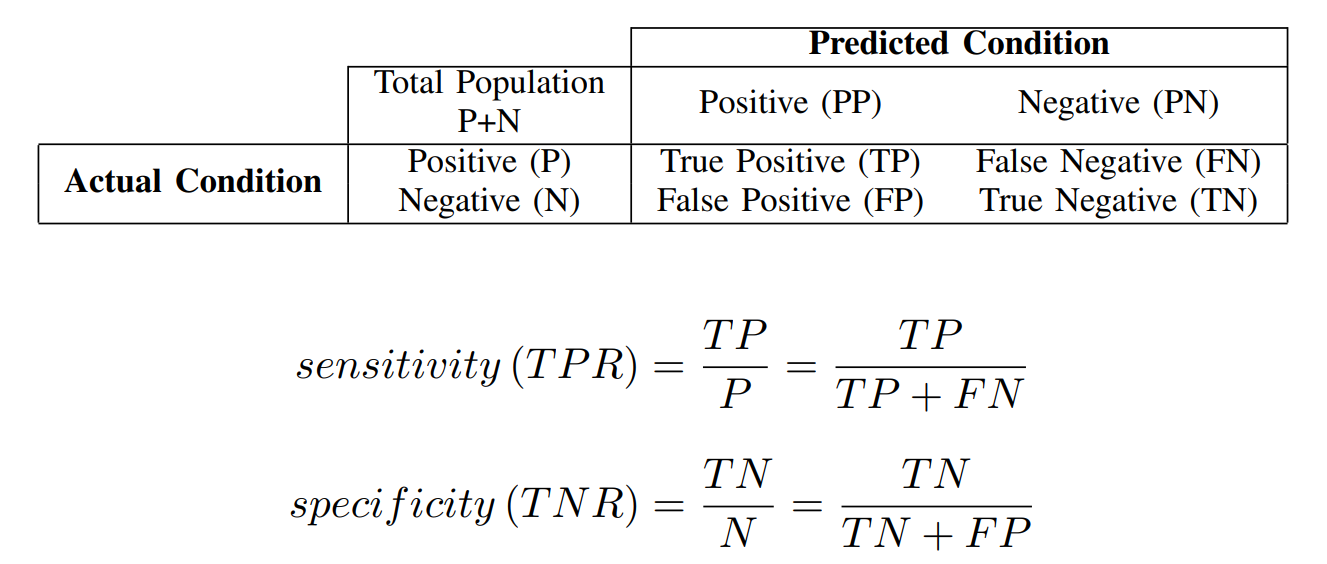 Predicted Condition
Total Population
P+N
Positive (PP) Negative (PN)
Actual Condition
Positive (P) True Positive (TP) False Negative (FN)
Negative (N) False Positive (FP) True Negative (TN)
sensitivity (TPR) = TP/P = TP/(TP + FN)
specificity (TNR) = TN/N = TN/(TN + FP)